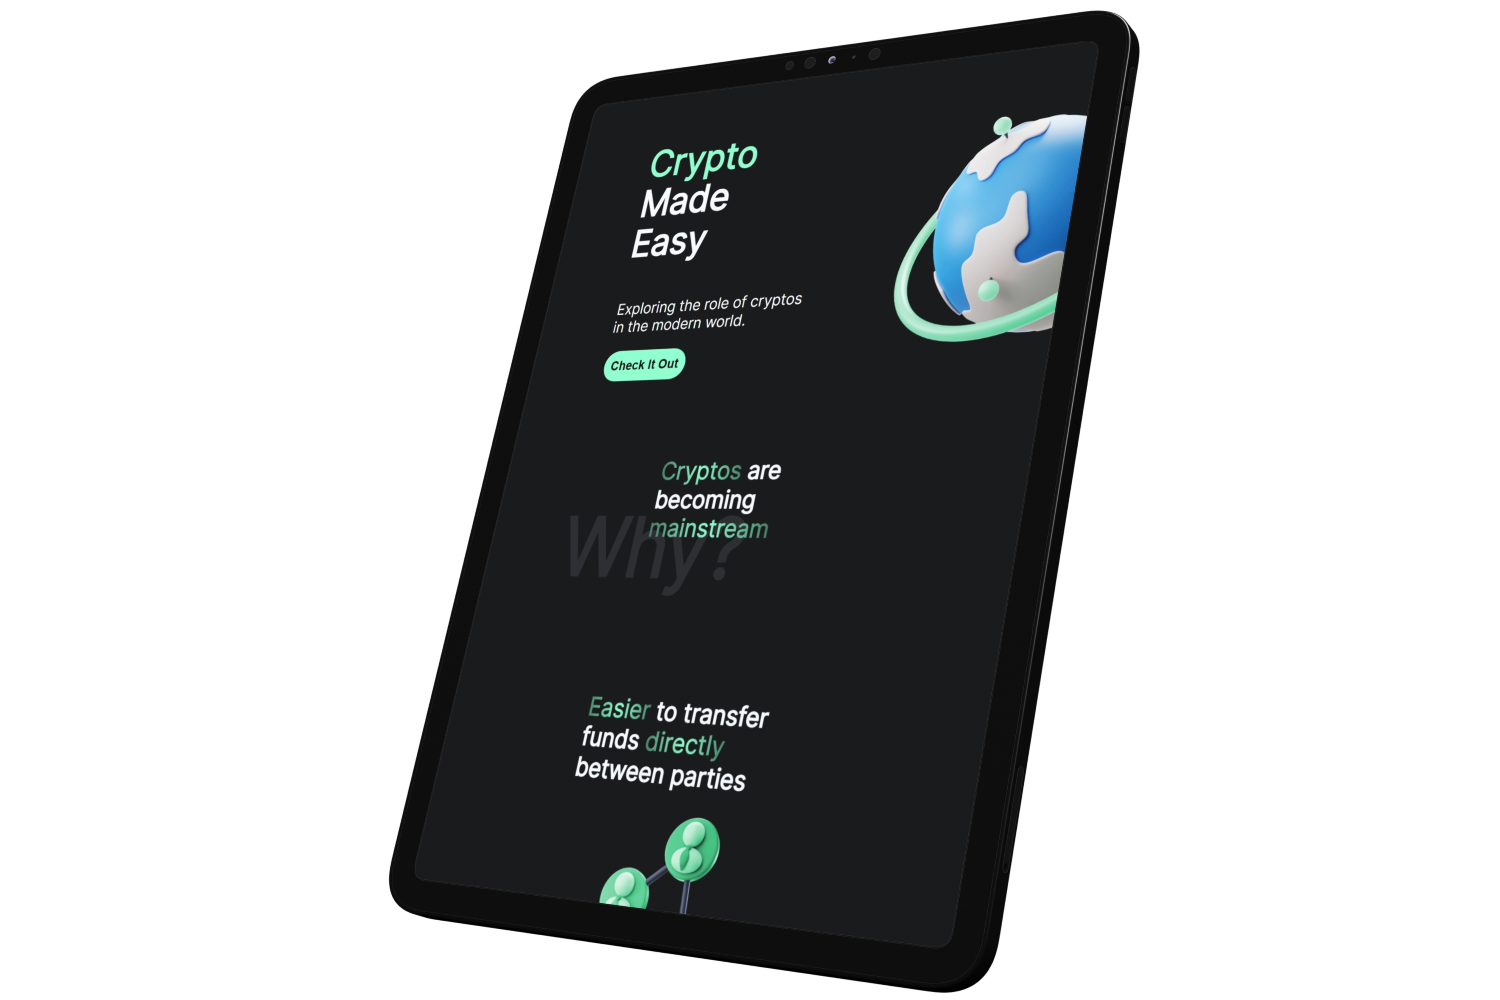 Crypto
Made
Easy
Exploring the role of cryptos
in the modern world.
Check It Out
Cryptos are
becoming
mainstream
Why?
Easier to transfer
funds directly
between parties